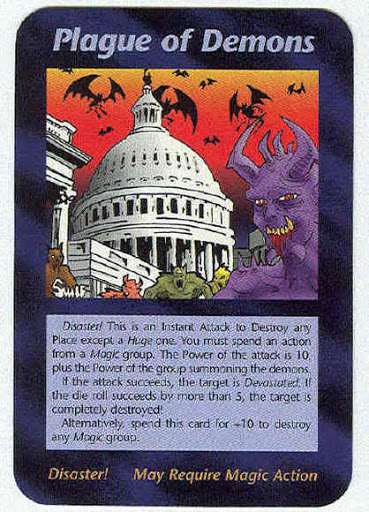 Plague of Demons
Disaster! This is an Instant Attack to Destroy any
Place except a Huge one. You must spend an action
from a Magic group. The Power of the attack is 10,
plus the Power of the group summoning the demons.
If the attack succeeds, the target is Devastated. If
the die roll succeeds by more than 5, the target is
completely destroyed!
Alternatively, spend this card for +10 to destroy
any Magic group.
Disaster! May Require Magic Action